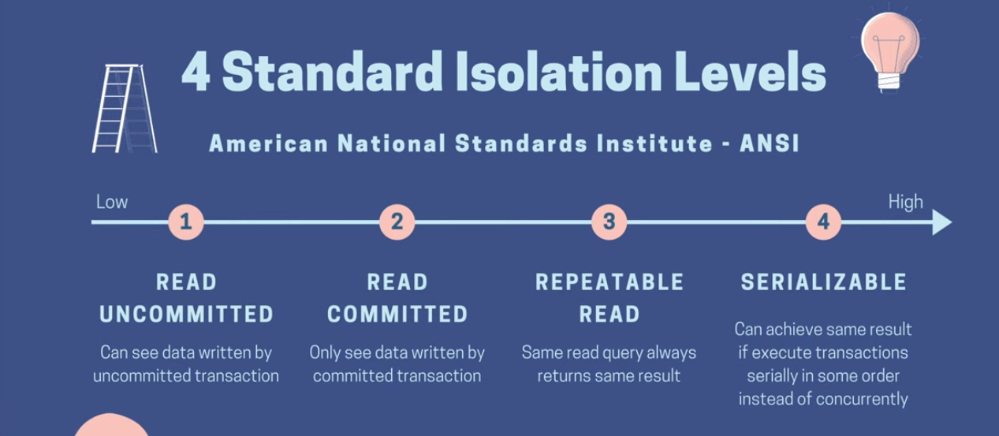 4 Standard Isolation Levels
American National Standards Institute - ANSI
Low
High
1
2
3
4
READ
UNCOMMITTED
Can see data written by
uncommitted transaction
READ
COMMITTED
Only see data written by
committed transaction
REPEATABLE
READ
Same read query always
returns same result
SERIALIZABLE
Can achieve same result
if execute transactions
serially in some order
instead of concurrently